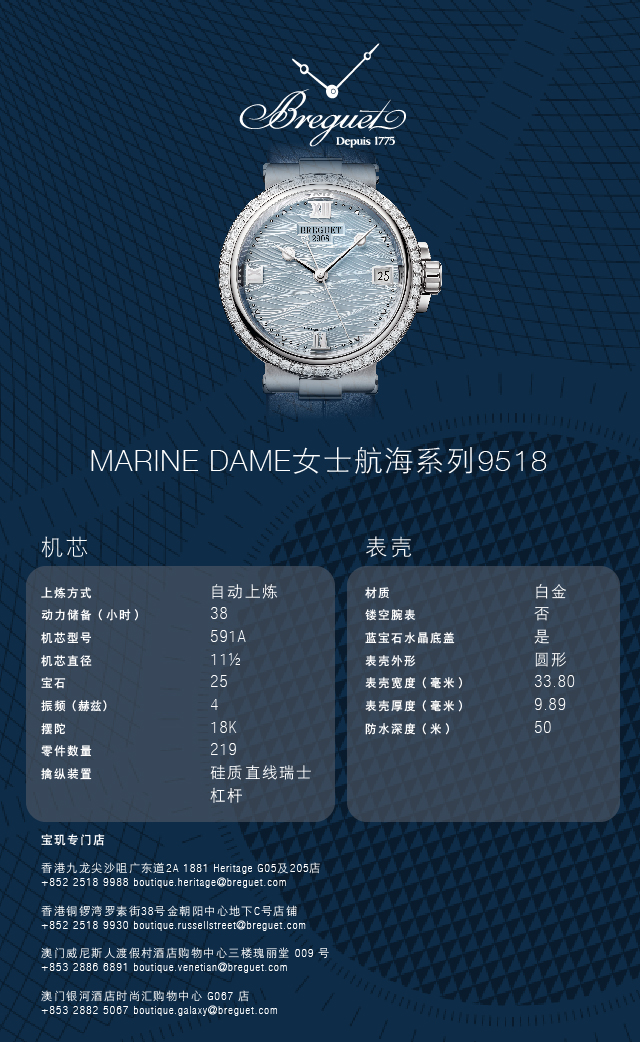 Breguet
Depuis 1775
XII
BREGUET
2908
25
MARINE DAME女士航海系列9518
机芯
上炼方式 自动上炼
动力储备（小时） 38
机芯型号 591A
机芯直径 11½
宝石 25
振频（赫兹） 4
摆陀 18K
零件数量 219
擒纵装置 硅质直线瑞士
杠杆
表壳
材质 白金
镂空腕表 否
蓝宝石水晶底盖 是
表壳外形 圆形
表壳宽度（毫米） 33.80
表壳厚度（毫米） 9.89
防水深度（米） 50
宝玑专门店
香港九龙尖沙咀广东道2A 1881 Heritage G05及205店
+852 2518 9988 boutique.heritage@breguet.com
香港铜锣湾罗素街38号金朝阳中心地下C号店铺
+852 2518 9930 boutique.russellstreet@breguet.com
澳门威尼斯人渡假村酒店购物中心三楼瑰丽堂 009 号
+853 2886 6891 boutique.venetian@breguet.com
澳门银河酒店时尚汇购物中心 G067 店
+853 2882 5067 boutique.galaxy@breguet.com